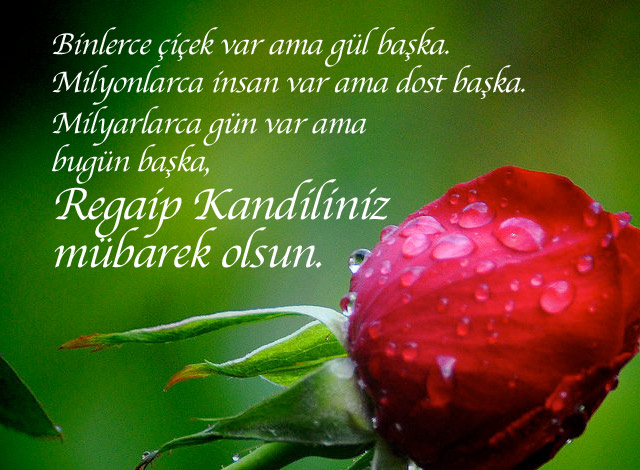 Binlerce çiçek var ama gül başka.
Milyonlarca insan var ama dost başka.
Milyarlarca gün var ama
bugün başka,
Regaip Kandiliniz
mübarek olsun.